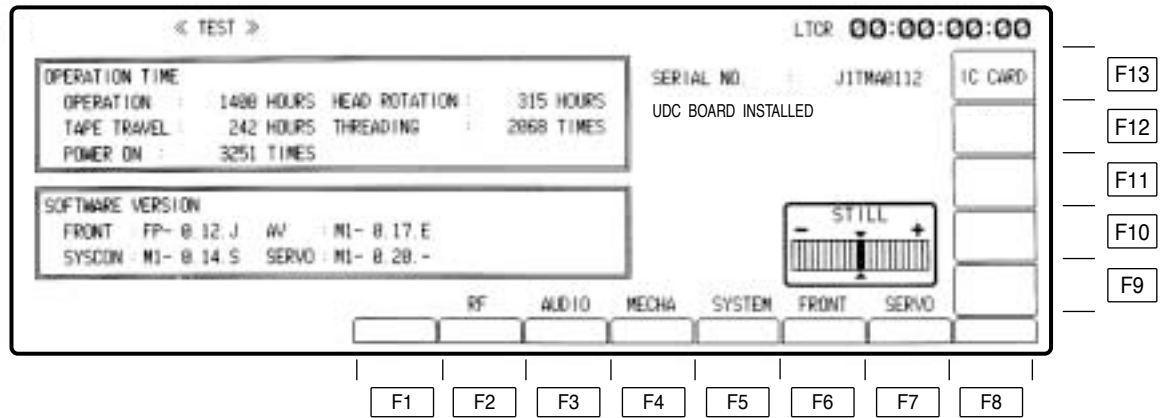 ≪ TEST ≫
LTCR 00:00:00:00
OPERATION TIME
OPERATION : 1408 HOURS HEAD ROTATION : 315 HOURS
TAPE TRAVEL : 242 HOURS THREADING : 2068 TIMES
POWER ON : 3251 TIMES
SERIAL NO. : J1TMA0112
UDC BOARD INSTALLED
IC CARD
SOFTWARE VERSION
FRONT : FP- 0.12.J AV : M1- 0.17.E
SYSCON : M1- 0.14.S SERVO : M1- 0.20.-
STILL
- +
RF AUDIO MECHA SYSTEM FRONT SERVO
F13
F12
F11
F10
F9
F1 F2 F3 F4 F5 F6 F7 F8